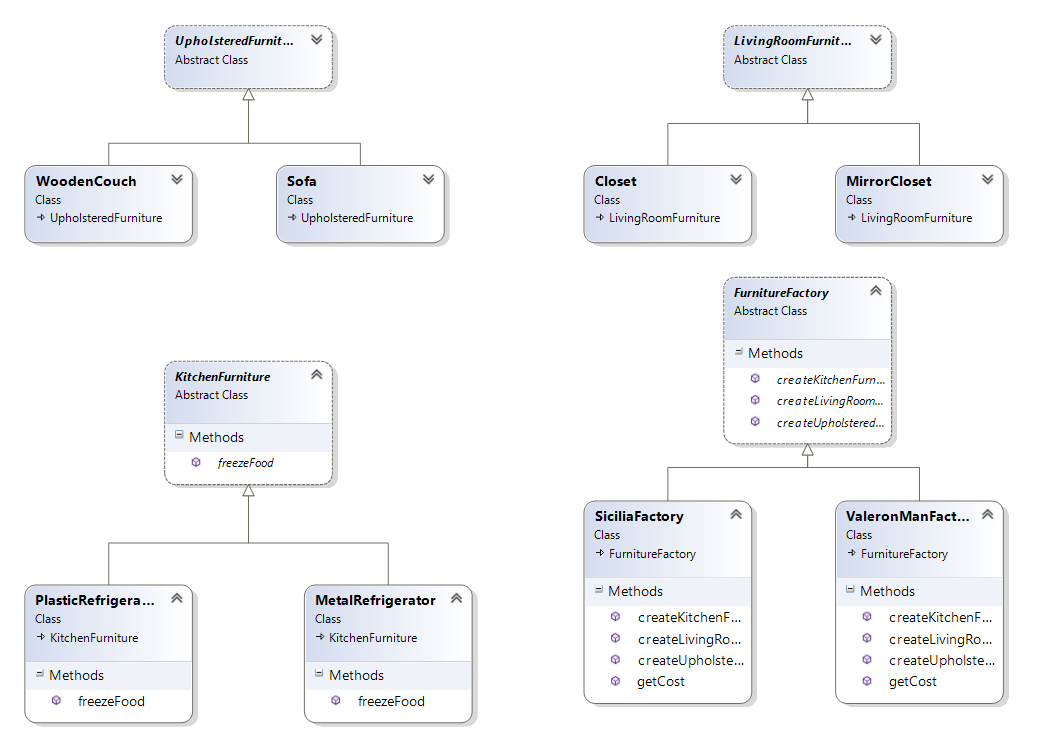 UpholsteredFurnit...
Abstract Class
LivingRoomFurnit...
Abstract Class
WoodenCouch
Class
UpholsteredFurniture
Sofa
Class
UpholsteredFurniture
Closet
Class
LivingRoomFurniture
MirrorCloset
Class
LivingRoomFurniture
FurnitureFactory
Abstract Class
Methods
createKitchenFurn...
createLivingRoom...
createUpholstered...
KitchenFurniture
Abstract Class
Methods
freezeFood
SiciliaFactory
Class
FurnitureFactory
Methods
createKitchenF...
createLivingRo...
createUpholste...
getCost
ValeronManFact...
Class
FurnitureFactory
Methods
createKitchenF...
createLivingRo...
createUpholste...
getCost
PlasticRefrigera...
Class
KitchenFurniture
Methods
freezeFood
MetalRefrigerator
Class
KitchenFurniture
Methods
freezeFood